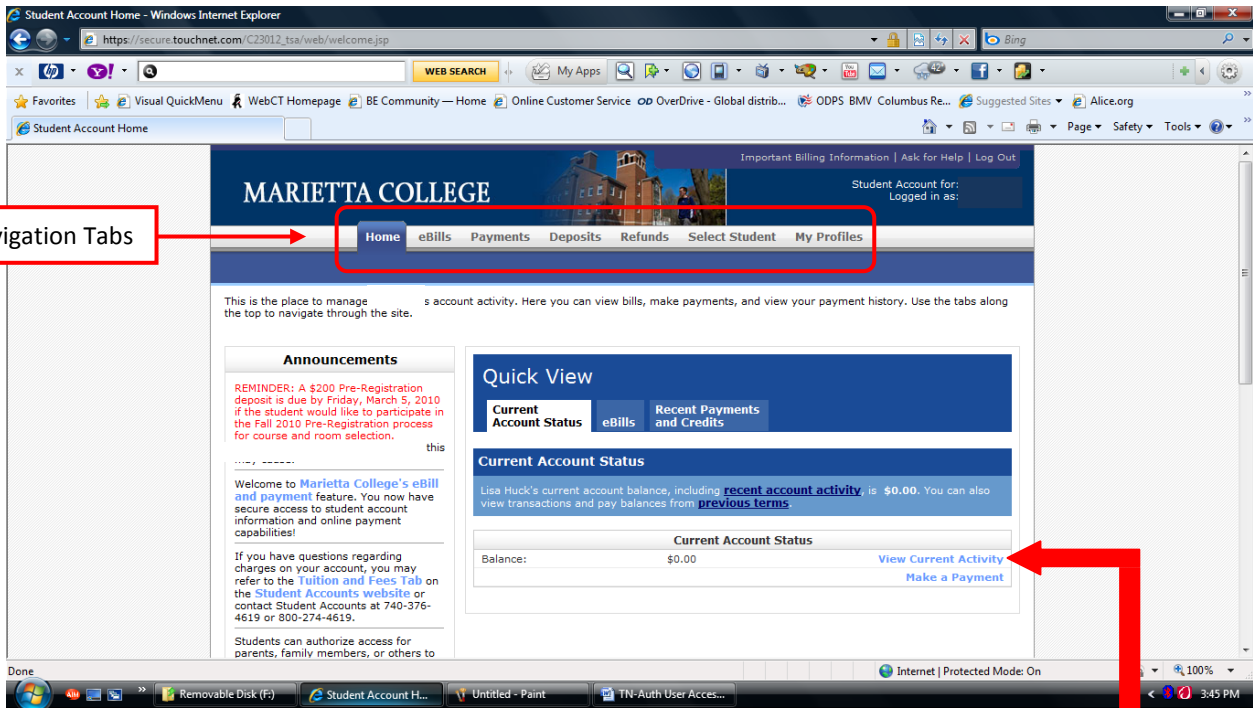 Student Account Home - Windows Internet Explorer
https://secure.touchnet.com/C23012_tsa/web/welcome.jsp
Bing
WEB SEARCH
My Apps
Favorites
Visual QuickMenu
WebCT Homepage
BE Community — Home
Online Customer Service
OverDrive - Global distrib...
ODPS BMV Columbus Re...
Suggested Sites
Alice.org
Student Account Home
Page Safety Tools
Important Billing Information | Ask for Help | Log Out
MARIETTA COLLEGE
Student Account for:
Logged in as:
vigation Tabs
Home eBills Payments Deposits Refunds Select Student My Profiles
This is the place to manage s account activity. Here you can view bills, make payments, and view your payment history. Use the tabs along
the top to navigate through the site.
Announcements
REMINDER: A $200 Pre-Registration
deposit is due by Friday, March 5, 2010
if the student would like to participate in
the Fall 2010 Pre-Registration process
for course and room selection.
this
Welcome to Marietta College's eBill
and payment feature. You now have
secure access to student account
information and online payment
capabilities!
If you have questions regarding
charges on your account, you may
refer to the Tuition and Fees Tab on
the Student Accounts website or
contact Student Accounts at 740-376-
4619 or 800-274-4619.
Students can authorize access for
parents, family members, or others to
Quick View
Current
Account Status
eBills
Recent Payments
and Credits
Current Account Status
Lisa Huck's current account balance, including recent account activity, is $0.00. You can also
view transactions and pay balances from previous terms.
Current Account Status
Balance: $0.00 View Current Activity
Make a Payment
Done
Internet | Protected Mode: On
100%
Removable Disk (F:)
Student Account H...
Untitled - Paint
TN-Auth User Acces...
3:45 PM